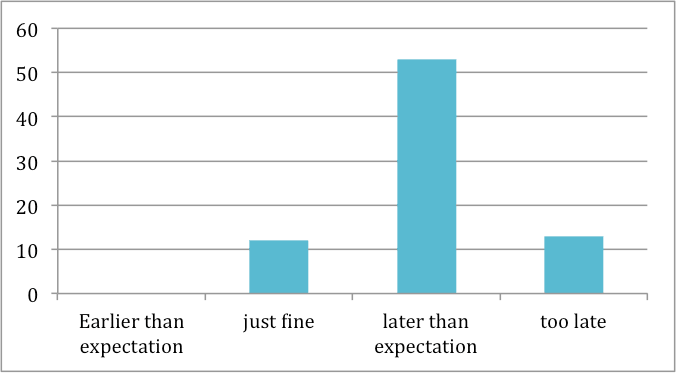 60
50
40
30
20
10
0
Earlier than
expectation
just fine
later than
expectation
too late